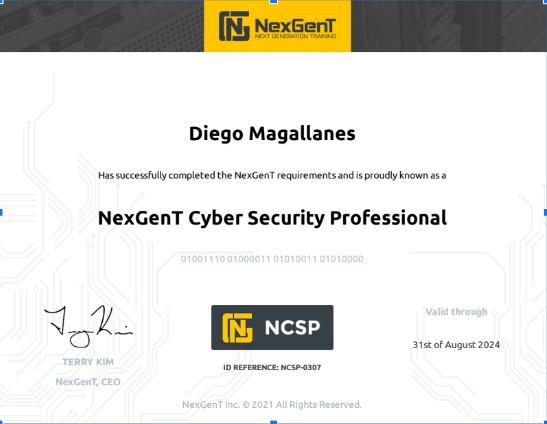 NexGenT
NEXT GENERATION TRAINING
Diego Magallanes
Has successfully completed the NexGenT requirements and is proudly known as a
NexGenT Cyber Security Professional
01001110 01000011 01010011 01010000
Valid through
31st of August 2024
NCSP
ID REFERENCE: NCSP-0307
TERRY KIM
NexGenT, CEO
NexGenT Inc. © 2021 All Rights Reserved.